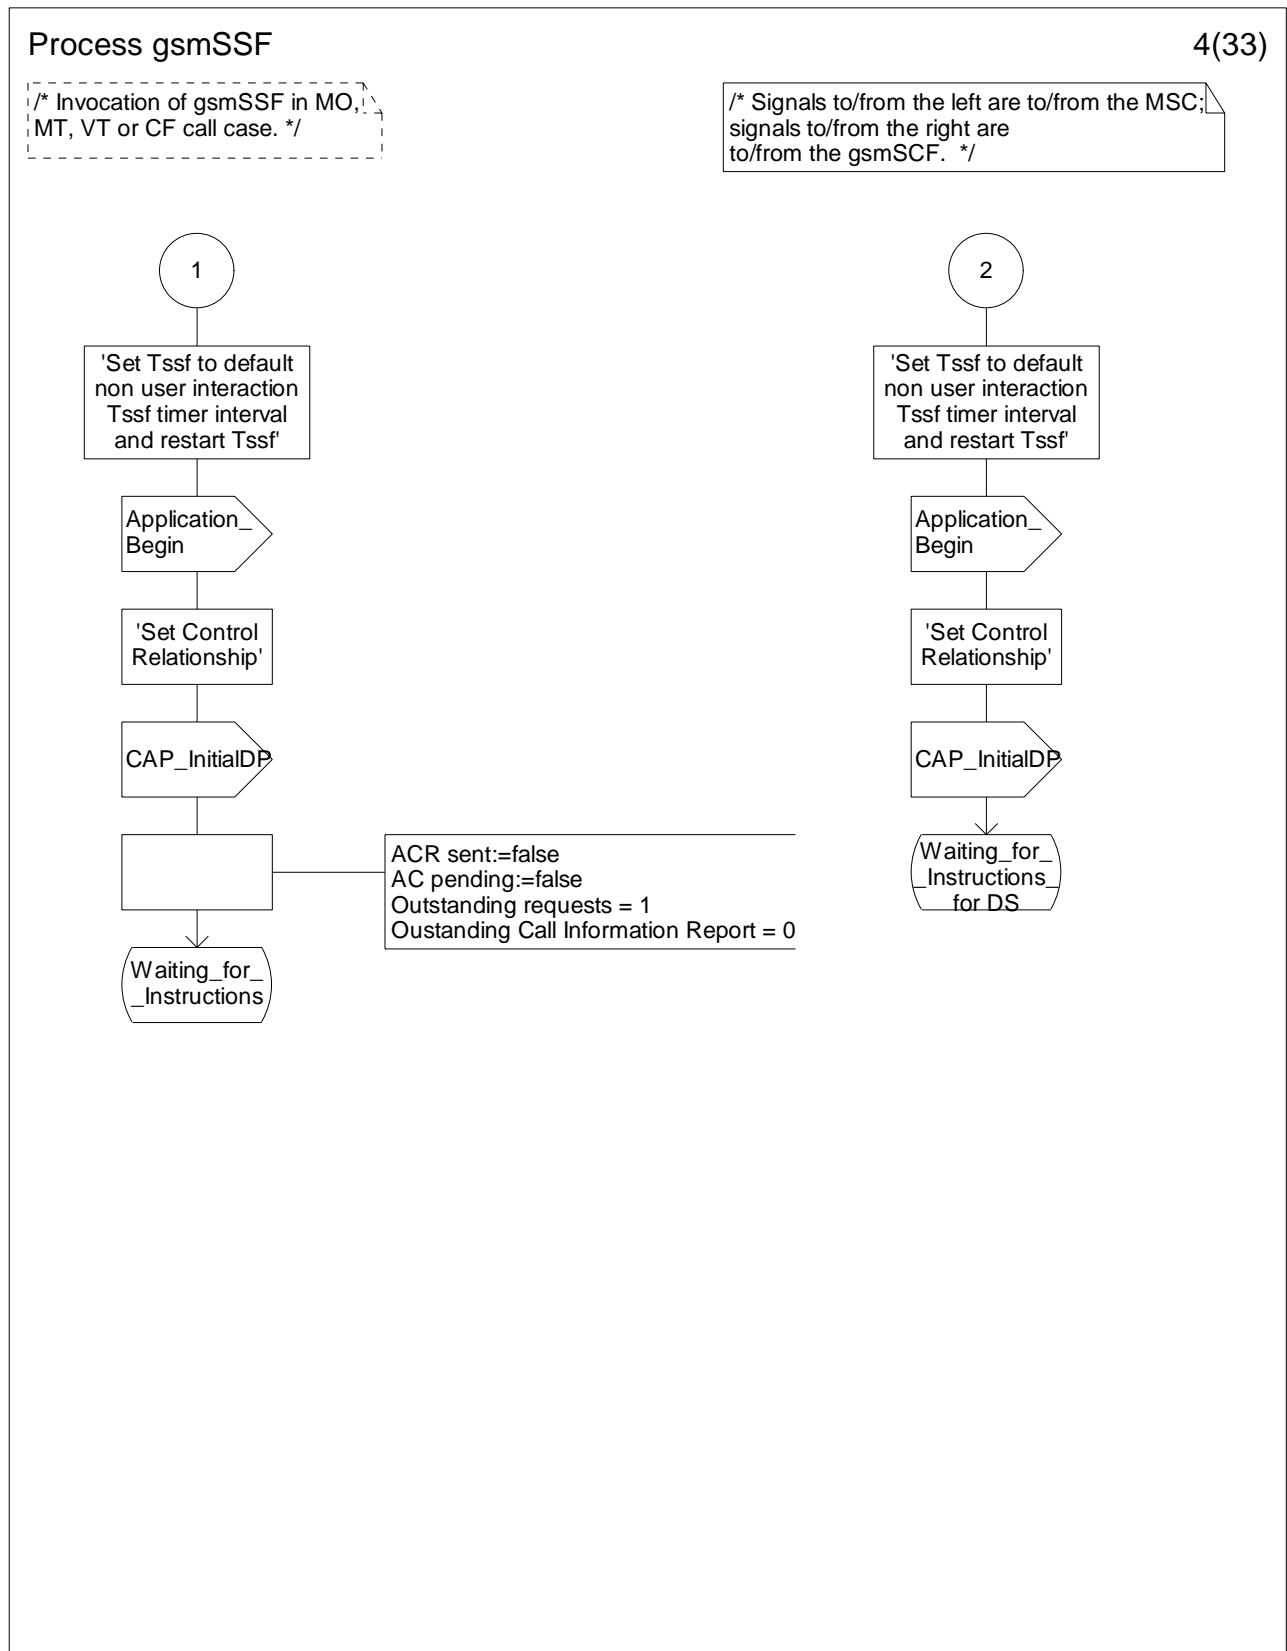 Process gsmSSF
4(33)
/* Invocation of gsmSSF in MO,
MT, VT or CF call case. */
/* Signals to/from the left are to/from the MSC;
signals to/from the right are
to/from the gsmSCF.  */
1
'Set Tssf to default
non user interaction
Tssf timer interval
and restart Tssf'
Application_
Begin
'Set Control
Relationship'
CAP_InitialDP
ACR sent:=false
AC pending:=false
Outstanding requests = 1
Oustanding Call Information Report = 0
Waiting_for_
_Instructions
2
'Set Tssf to default
non user interaction
Tssf timer interval
and restart Tssf'
Application_
Begin
'Set Control
Relationship'
CAP_InitialDP
Waiting_for_
_Instructions_
for DS